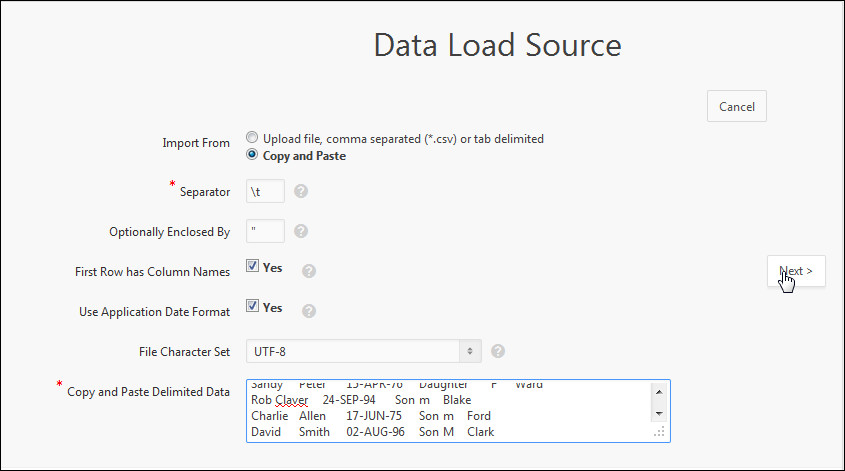 Data Load Source
Cancel
Import From
Upload file, comma separated (*.csv) or tab delimited
Copy and Paste
* Separator
\t
?
Optionally Enclosed By
"
?
First Row has Column Names
Yes
?
Next >
Use Application Date Format
Yes
?
File Character Set
UTF-8
?
* Copy and Paste Delimited Data
Sandy Peter 15-APR-76 Daughter F Ward
Rob Claver 24-SEP-94 Son m Blake
Charlie Allen 17-JUN-75 Son m Ford
David Smith 02-AUG-96 Son M Clark